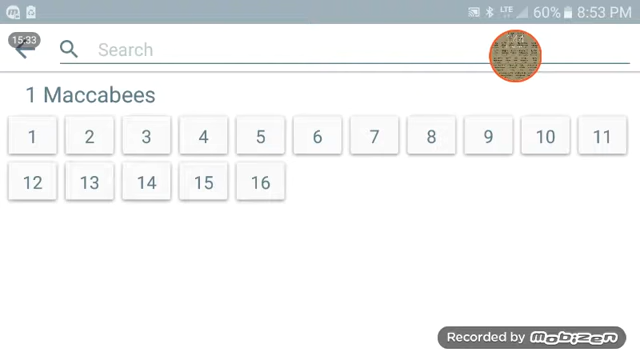 LTE 60% 8:53 PM
15:33
Search
1 Maccabees
1 2 3 4 5 6 7 8 9 10 11
12 13 14 15 16
Recorded by mobizen